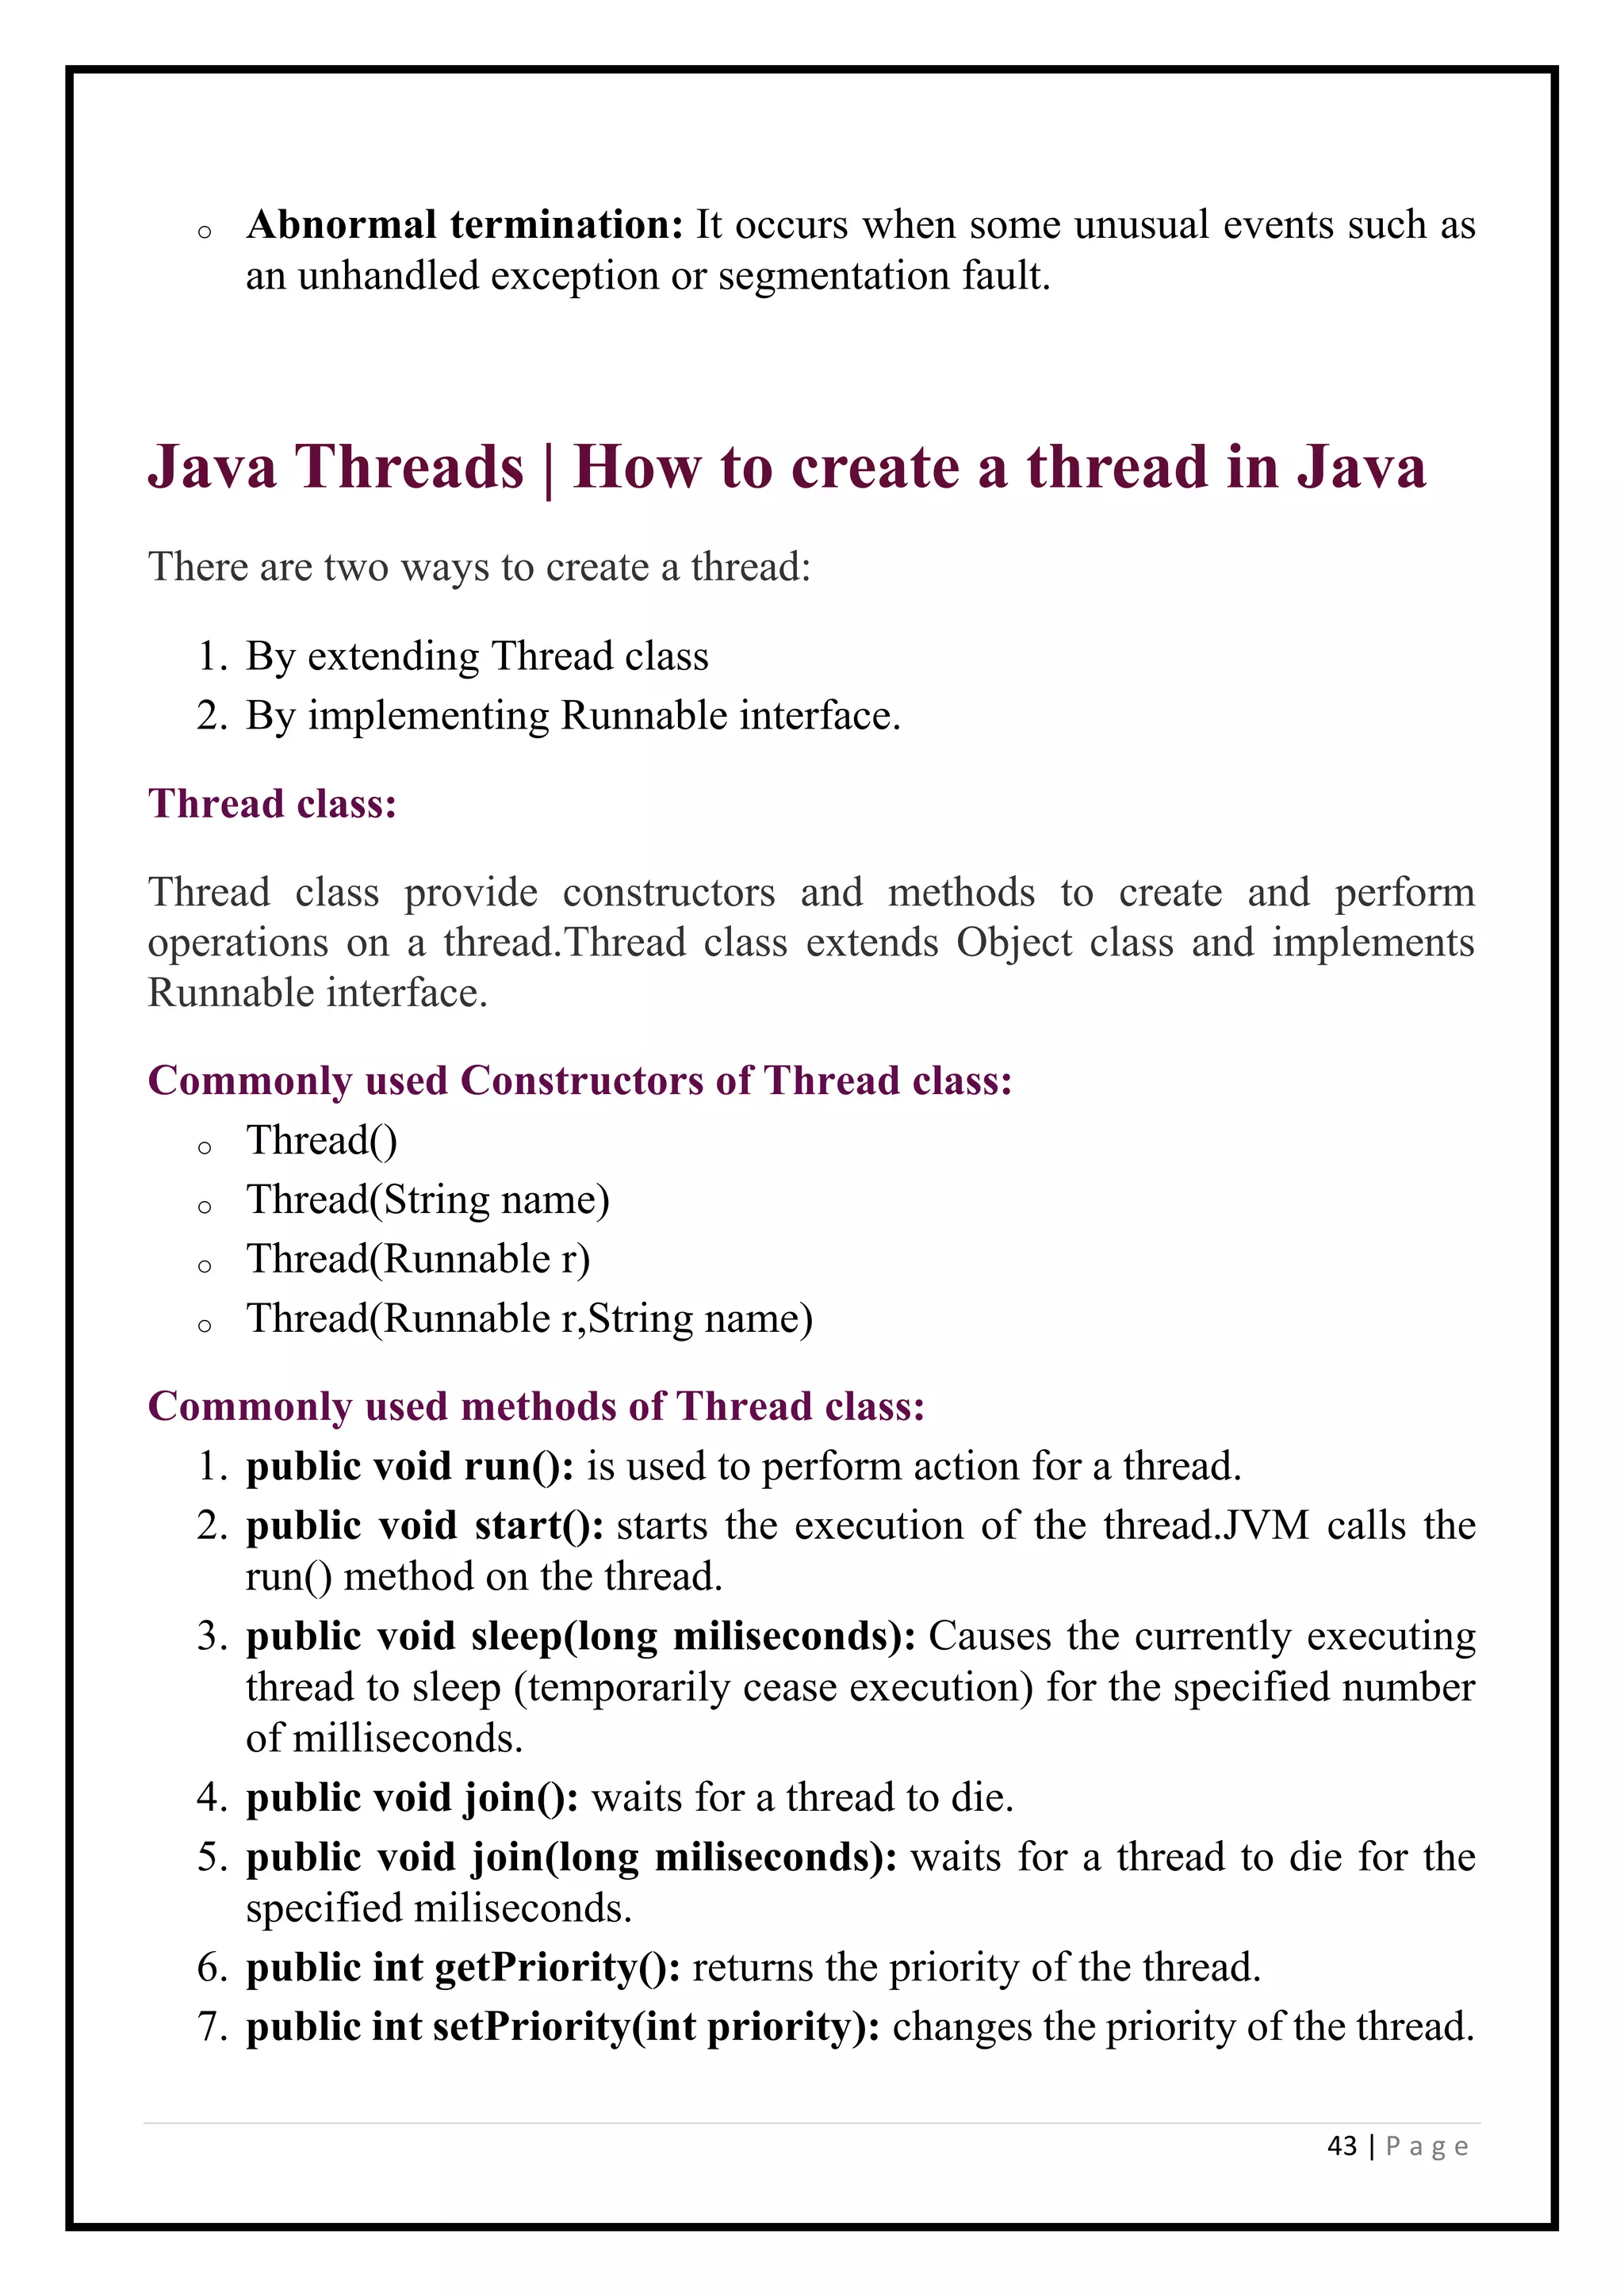 o Abnormal termination: It occurs when some unusual events such as
an unhandled exception or segmentation fault.
Java Threads | How to create a thread in Java
There are two ways to create a thread:
1. By extending Thread class
2. By implementing Runnable interface.
Thread class:
Thread class provide constructors and methods to create and perform
operations on a thread.Thread class extends Object class and implements
Runnable interface.
Commonly used Constructors of Thread class:
o Thread()
o Thread(String name)
o Thread(Runnable r)
o Thread(Runnable r,String name)
Commonly used methods of Thread class:
1. public void run(): is used to perform action for a thread.
2. public void start(): starts the execution of the thread.JVM calls the
run() method on the thread.
3. public void sleep(long miliseconds): Causes the currently executing
thread to sleep (temporarily cease execution) for the specified number
of milliseconds.
4. public void join(): waits for a thread to die.
5. public void join(long miliseconds): waits for a thread to die for the
specified miliseconds.
6. public int getPriority(): returns the priority of the thread.
7. public int setPriority(int priority): changes the priority of the thread.
43 | P a g e